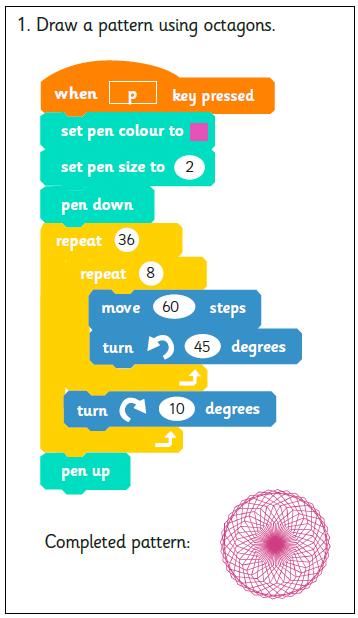 1. Draw a pattern using octagons.
when p key pressed
set pen colour to
set pen size to 2
pen down
repeat 36
repeat 8
move 60 steps
turn 45 degrees
turn 10 degrees
pen up
Completed pattern: